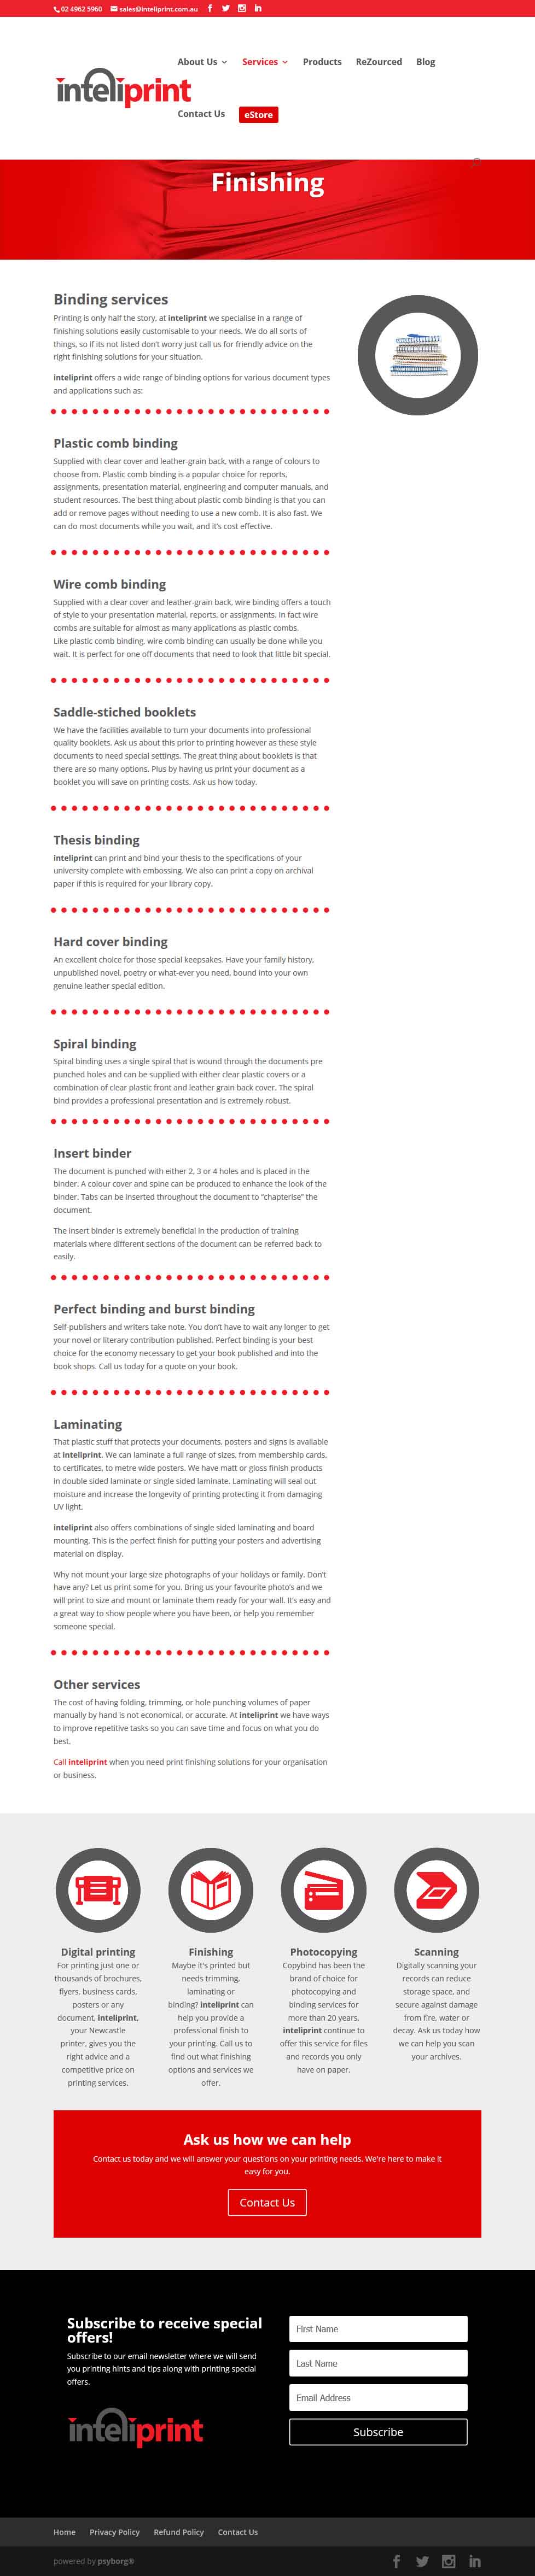 02 4962 5960 sales@inteliprint.com.au
About Us Services Products ReZourced Blog
inteliprint
Contact Us eStore
Finishing
Binding services
Printing is only half the story, at inteliprint we specialise in a range of
finishing solutions easily customisable to your needs. We do all sorts of
things, so if its not listed don’t worry just call us for friendly advice on the
right finishing solutions for your situation.
inteliprint offers a wide range of binding options for various document types
and applications such as:
Plastic comb binding
Supplied with clear cover and leather-grain back, with a range of colours to
choose from. Plastic comb binding is a popular choice for reports,
assignments, presentation material, engineering and computer manuals, and
student resources. The best thing about plastic comb binding is that you can
add or remove pages without needing to use a new comb. It is also fast. We
can do most documents while you wait, and it’s cost effective.
Wire comb binding
Supplied with a clear cover and leather-grain back, wire binding offers a touch
of style to your presentation material, reports, or assignments. In fact wire
combs are suitable for almost as many applications as plastic combs.
Like plastic comb binding, wire comb binding can usually be done while you
wait. It is perfect for one off documents that need to look that little bit special.
Saddle-stiched booklets
We have the facilities available to turn your documents into professional
quality booklets. Ask us about this prior to printing however as these style
documents to need special settings. The great thing about booklets is that
there are so many options. Plus by having us print your document as a
booklet you will save on printing costs. Ask us how today.
Thesis binding
inteliprint can print and bind your thesis to the specifications of your
university complete with embossing. We also can print a copy on archival
paper if this is required for your library copy.
Hard cover binding
An excellent choice for those special keepsakes. Have your family history,
unpublished novel, poetry or what-ever you need, bound into your own
genuine leather special edition.
Spiral binding
Spiral binding uses a single spiral that is wound through the documents pre
punched holes and can be supplied with either clear plastic covers or a
combination of clear plastic front and leather grain back cover. The spiral
bind provides a professional presentation and is extremely robust.
Insert binder
The document is punched with either 2, 3 or 4 holes and is placed in the
binder. A colour cover and spine can be produced to enhance the look of the
binder. Tabs can be inserted throughout the document to “chapterise” the
document.
The insert binder is extremely beneficial in the production of training
materials where different sections of the document can be referred back to
easily.
Perfect binding and burst binding
Self-publishers and writers take note. You don’t have to wait any longer to get
your novel or literary contribution published. Perfect binding is your best
choice for the economy necessary to get your book published and into the
book shops. Call us today for a quote on your book.
Laminating
That plastic stuff that protects your documents, posters and signs is available
at inteliprint. We can laminate a full range of sizes, from membership cards,
to certificates, to metre wide posters. We have matt or gloss finish products
in double sided laminate or single sided laminate. Laminating will seal out
moisture and increase the longevity of printing protecting it from damaging
UV light.
inteliprint also offers combinations of single sided laminating and board
mounting. This is the perfect finish for putting your posters and advertising
material on display.
Why not mount your large size photographs of your holidays or family. Don’t
have any? Let us print some for you. Bring us your favourite photo’s and we
will print to size and mount or laminate them ready for your wall. It’s easy and
a great way to show people where you have been, or help you remember
someone special.
Other services
The cost of having folding, trimming, or hole punching volumes of paper
manually by hand is not economical, or accurate. At inteliprint we have ways
to improve repetitive tasks so you can save time and focus on what you do
best.
Call inteliprint when you need print finishing solutions for your organisation
or business.
Digital printing
For printing just one or
thousands of brochures,
flyers, business cards,
posters or any
document, inteliprint,
your Newcastle
printer, gives you the
right advice and a
competitive price on
printing services.
Finishing
Maybe it's printed but
needs trimming,
laminating or
binding? inteliprint can
help you provide a
professional finish to
your printing. Call us to
find out what finishing
options and services we
offer.
Photocopying
Copybind has been the
brand of choice for
photocopying and
binding services for
more than 20 years.
inteliprint continue to
offer this service for files
and records you only
have on paper.
Scanning
Digitally scanning your
records can reduce
storage space, and
secure against damage
from fire, water or
decay. Ask us today how
we can help you scan
your archives.
Ask us how we can help
Contact us today and we will answer your questions on your printing needs. We're here to make it
easy for you.
Contact Us
Subscribe to receive special
offers!
Subscribe to our email newsletter where we will send
you printing hints and tips along with printing special
offers.
inteliprint
First Name
Last Name
Email Address
Subscribe
Home Privacy Policy Refund Policy Contact Us
powered by psyborg®